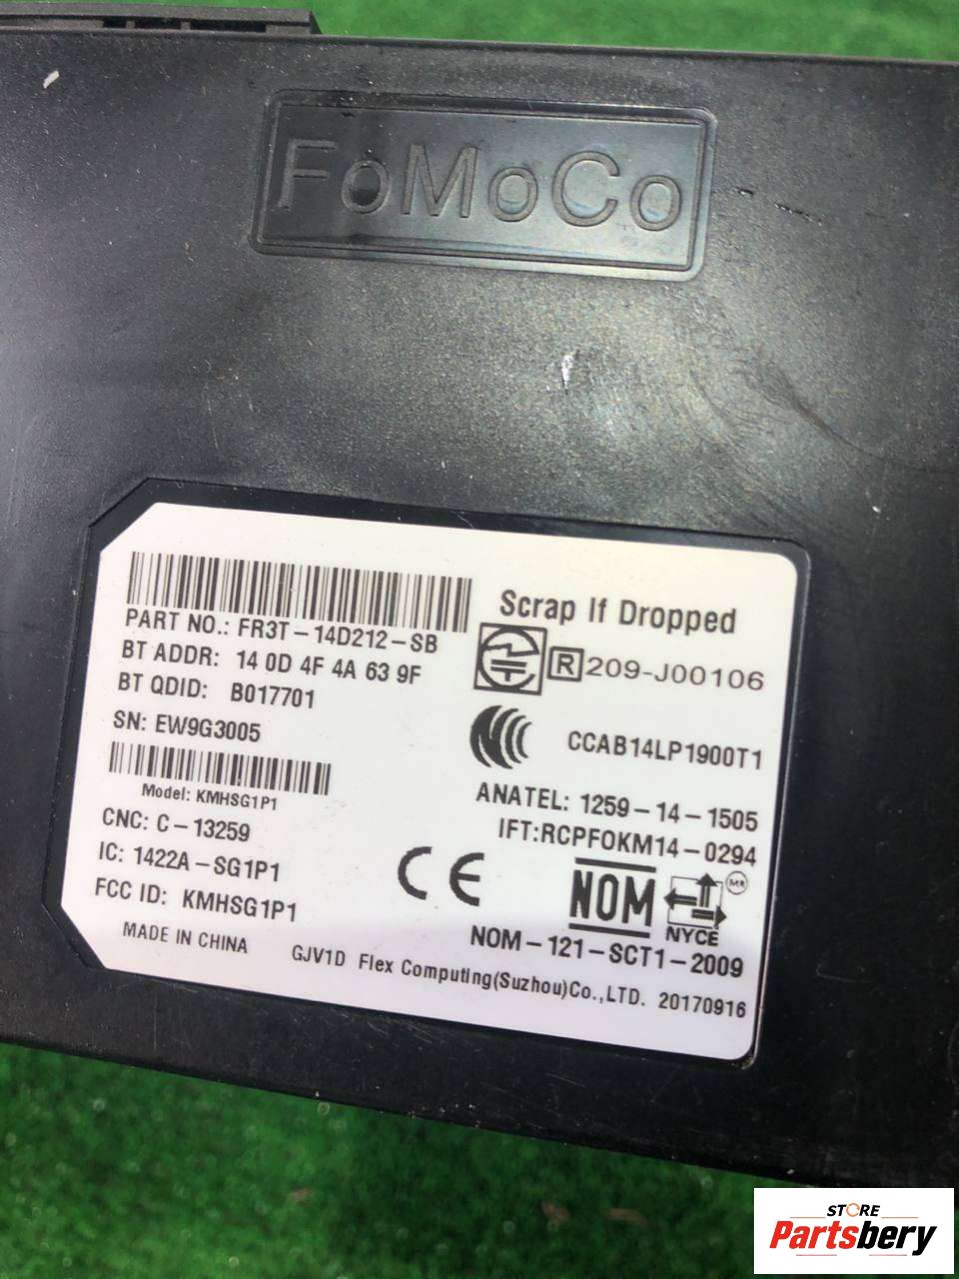 FoMoCo
PART NO.: FR3T-14D212-SB
BT ADDR: 14 0D 4F 4A 63 9F
BT QDID: B017701
SN: EW9G3005
Model: KMHSG1P1
CNC: C-13259
IC: 1422A-SG1P1
FCC ID: KMHSG1P1
MADE IN CHINA
Scrap If Dropped
R 209-J00106
CCAB14LP1900T1
ANATEL: 1259-14-1505
IFT:RCPFOKM14-0294
CE NOM NYCE MR
NOM-121-SCT1-2009
GJV1D Flex Computing(Suzhou)Co.,LTD. 20170916
STORE
Partsbery